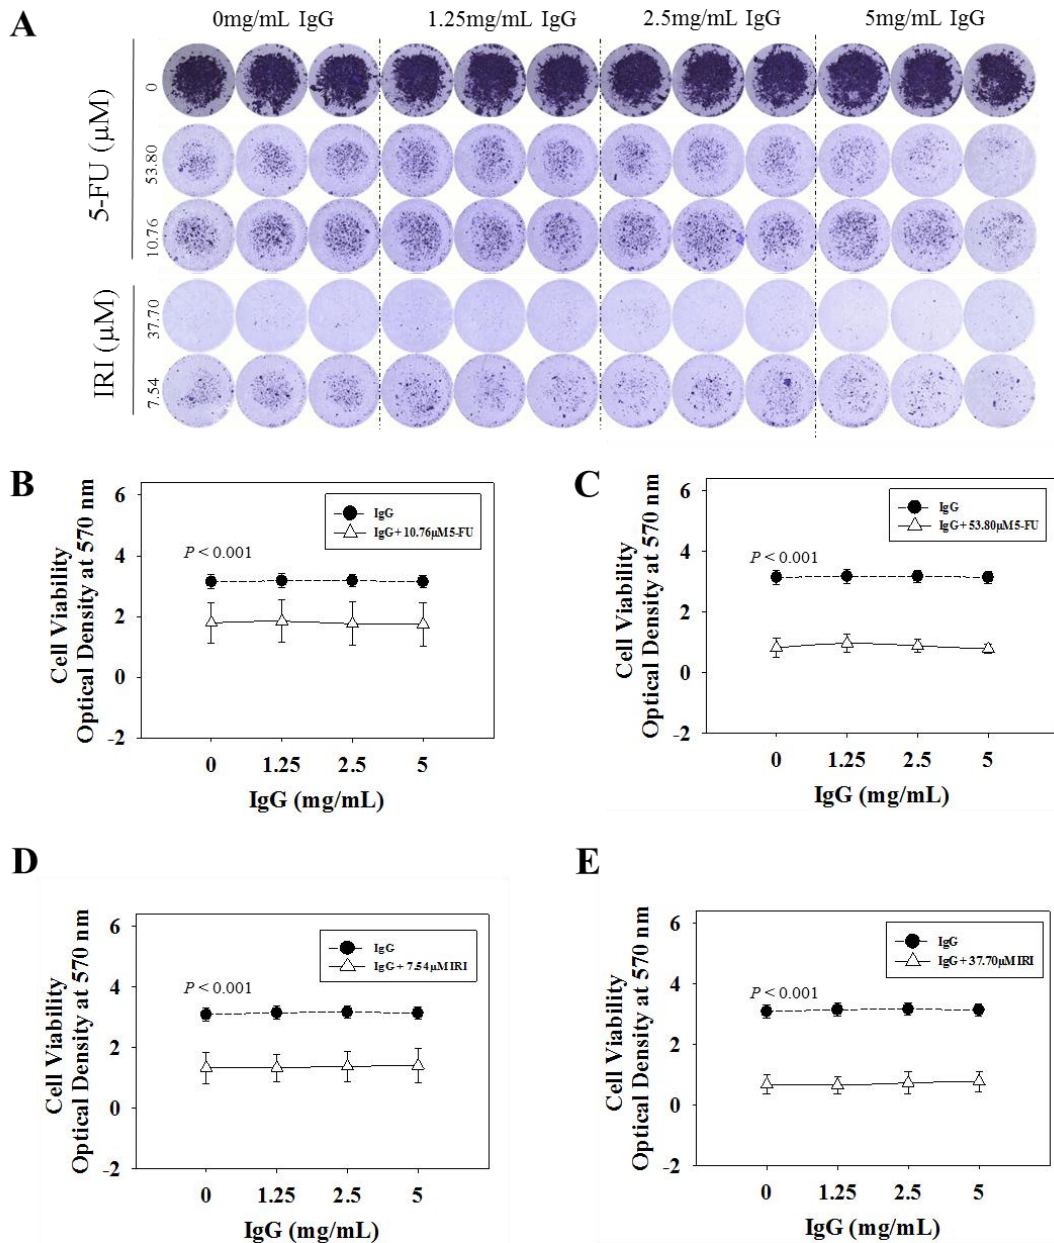 A
0mg/mL IgG 1.25mg/mL IgG 2.5mg/mL IgG 5mg/mL IgG
5-FU (µM)
0
53.80
10.76
IRI (µM)
37.70
7.54
B
Cell Viability
Optical Density at 570 nm
6
4
2
0
-2
IgG
IgG+ 10.76µM5-FU
P < 0.001
0 1.25 2.5 5
IgG (mg/mL)
C
Cell Viability
Optical Density at 570 nm
6
4
2
0
-2
IgG
IgG + 53.80µM5-FU
P < 0.001
0 1.25 2.5 5
IgG (mg/mL)
D
Cell Viability
Optical Density at 570 nm
6
4
2
0
-2
IgG
IgG + 7.54µMIRI
P < 0.001
0 1.25 2.5 5
IgG (mg/mL)
E
Cell Viability
Optical Density at 570 nm
6
4
2
0
-2
IgG
IgG + 37.70µMIRI
P < 0.001
0 1.25 2.5 5
IgG (mg/mL)